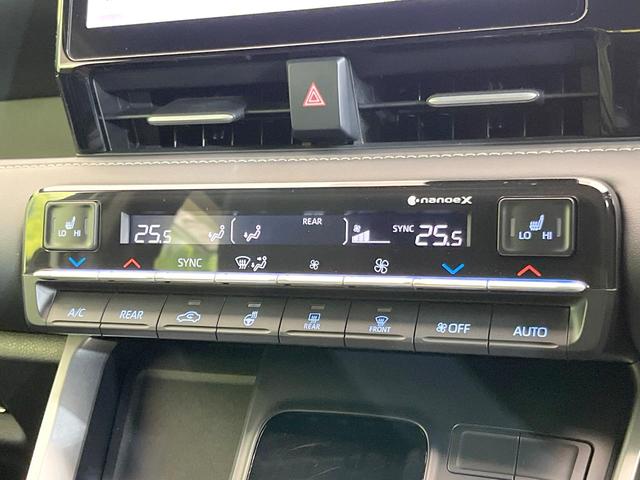 nanoeX
LO HI
25.5
REAR
SYNC
25.5
LO HI
SYNC
A/C
REAR
REAR
FRONT
OFF
AUTO